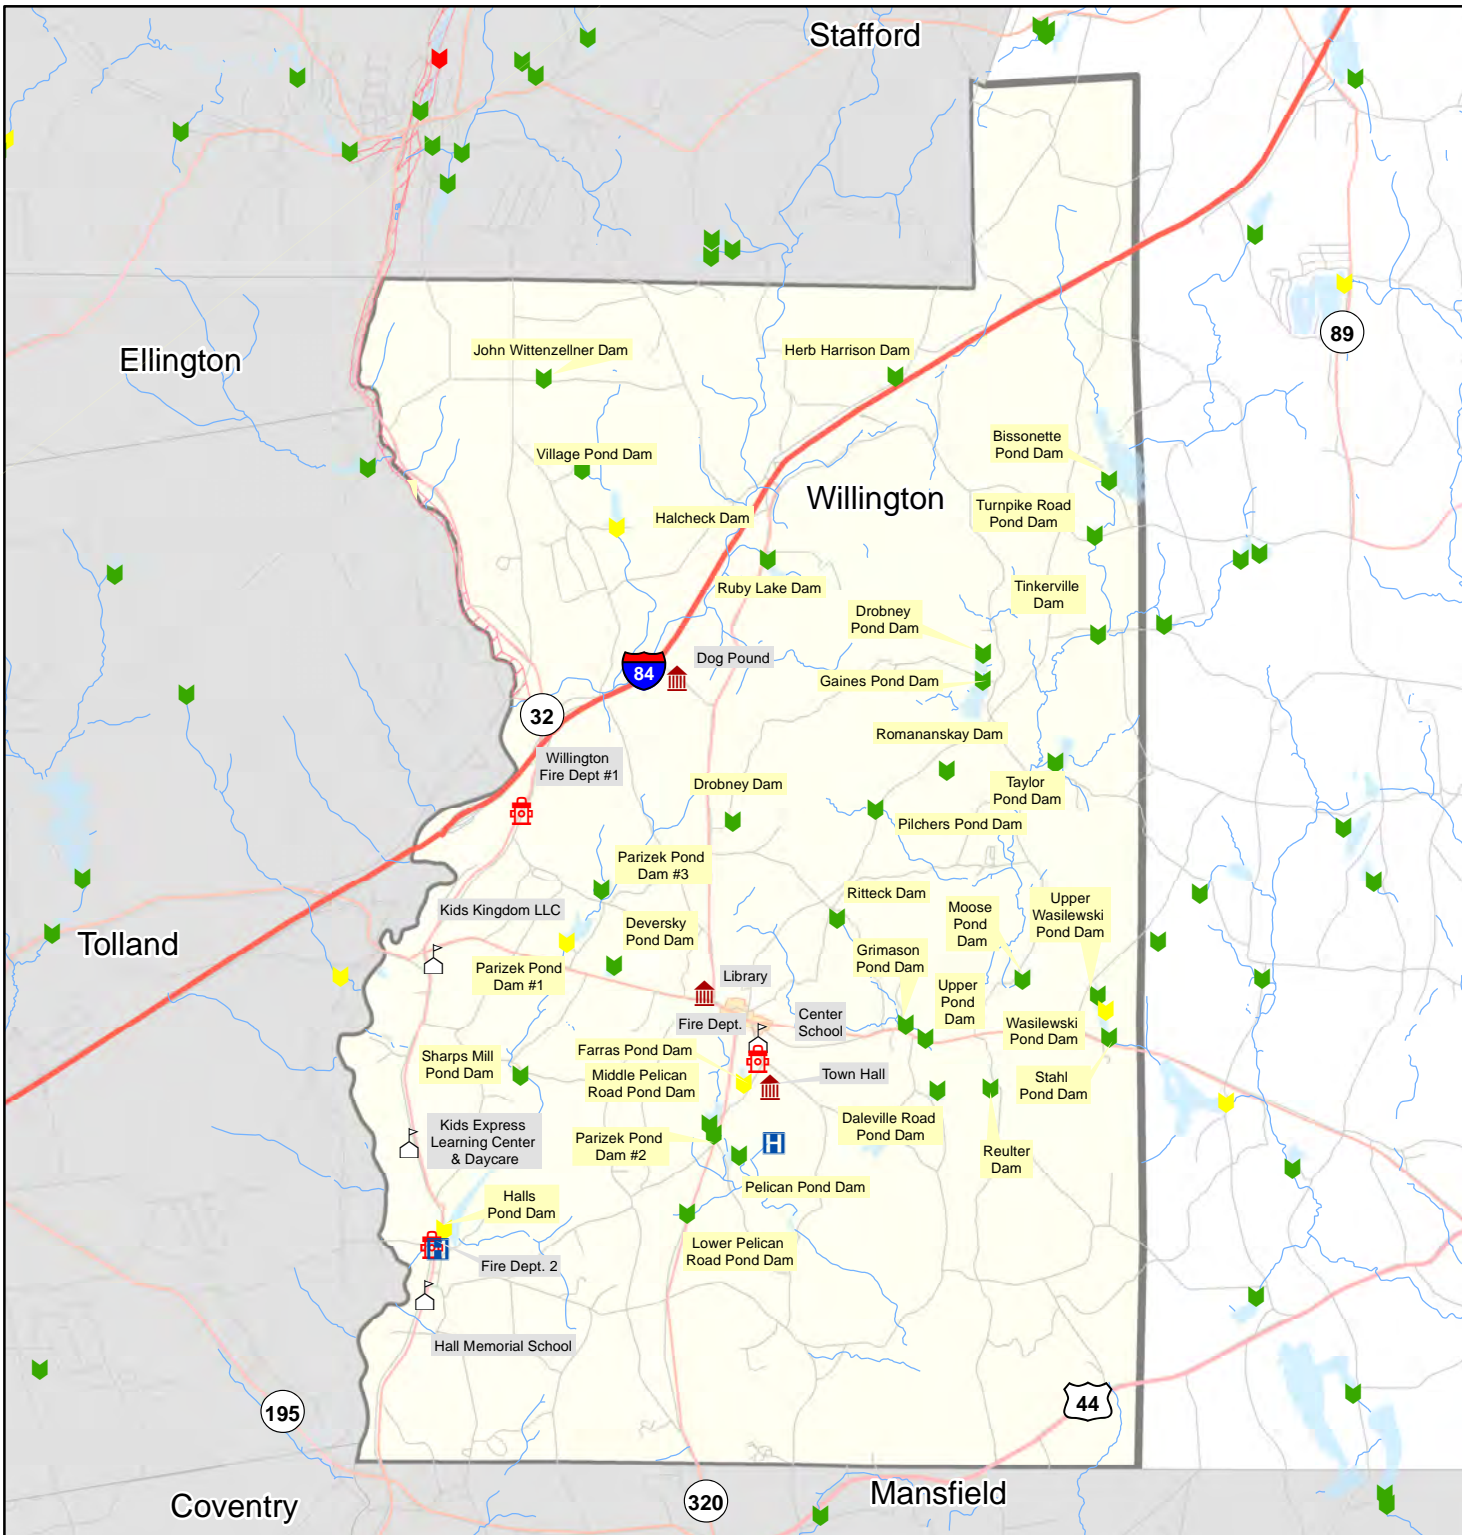 Stafford
Ellington
89
John Wittenzellner Dam
Herb Harrison Dam
Bissonette
Pond Dam
Village Pond Dam
Willington
Halcheck Dam
Turnpike Road
Pond Dam
Ruby Lake Dam
Tinkerville
Dam
Drobney
Pond Dam
Dog Pound
84
Gaines Pond Dam
32
Romananskay Dam
Willington
Fire Dept #1
Drobney Dam
Taylor
Pond Dam
Pilchers Pond Dam
Parizek Pond
Dam #3
Ritteck Dam
Kids Kingdom LLC
Moose
Pond
Dam
Upper
Wasilewski
Pond Dam
Deversky
Pond Dam
Tolland
Grimason
Pond Dam
Parizek Pond
Dam #1
Library
Upper
Pond
Dam
Center
School
Fire Dept.
Wasilewski
Pond Dam
Farras Pond Dam
Sharps Mill
Pond Dam
Middle Pelican
Road Pond Dam
Town Hall
Stahl
Pond Dam
Daleville Road
Pond Dam
Kids Express
Learning Center
& Daycare
Parizek Pond
Dam #2
H
Reulter
Dam
Pelican Pond Dam
Halls
Pond Dam
H
Lower Pelican
Road Pond Dam
Fire Dept. 2
Hall Memorial School
195
44
320
Mansfield
Coventry